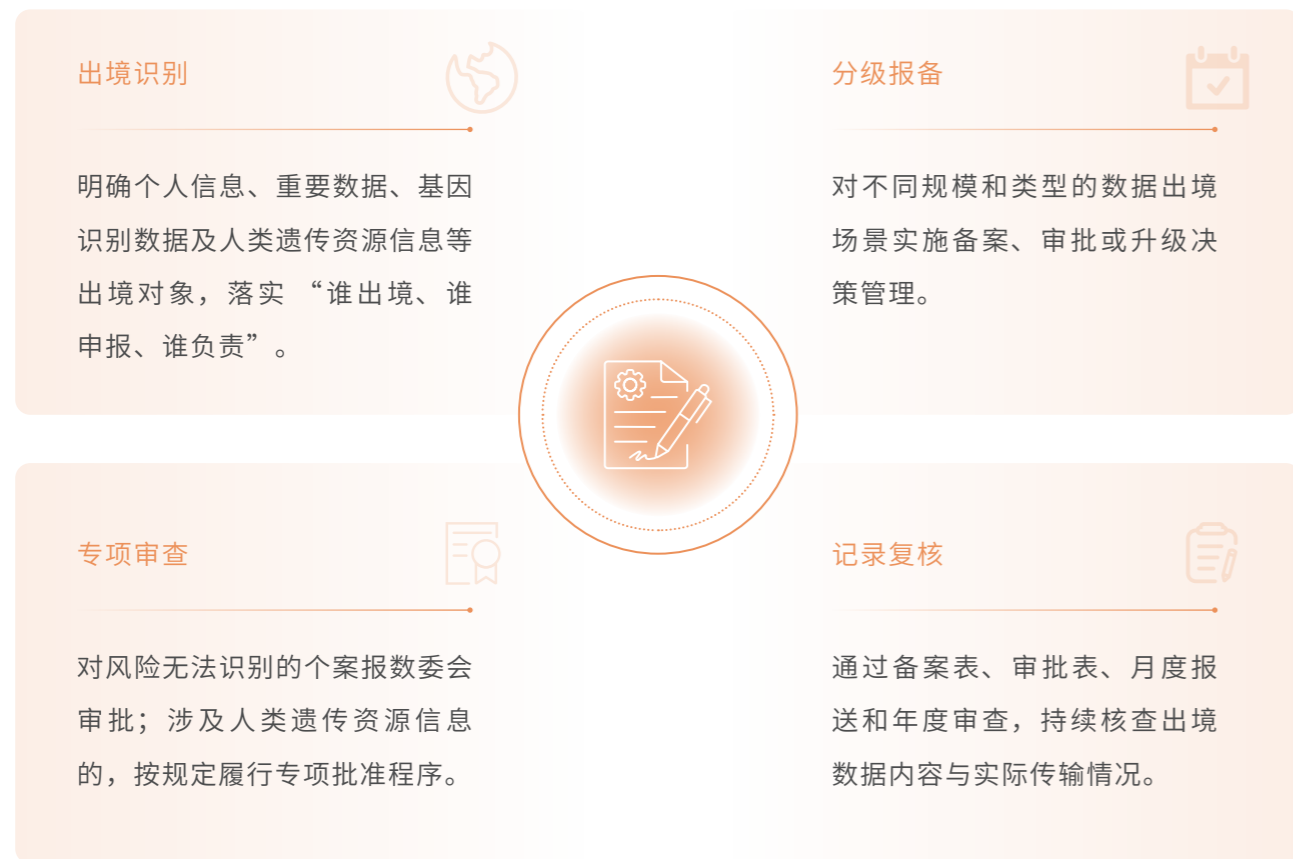 出境识别
明确个人信息、重要数据、基因
识别数据及人类遗传资源信息等
出境对象，落实 “谁出境、谁
申报、谁负责”。
分级报备
对不同规模和类型的数据出境
场景实施备案、审批或升级决
策管理。
专项审查
对风险无法识别的个案报数委会
审批；涉及人类遗传资源信息
的，按规定履行专项批准程序。
记录复核
通过备案表、审批表、月度报
送和年度审查，持续核查出境
数据内容与实际传输情况。